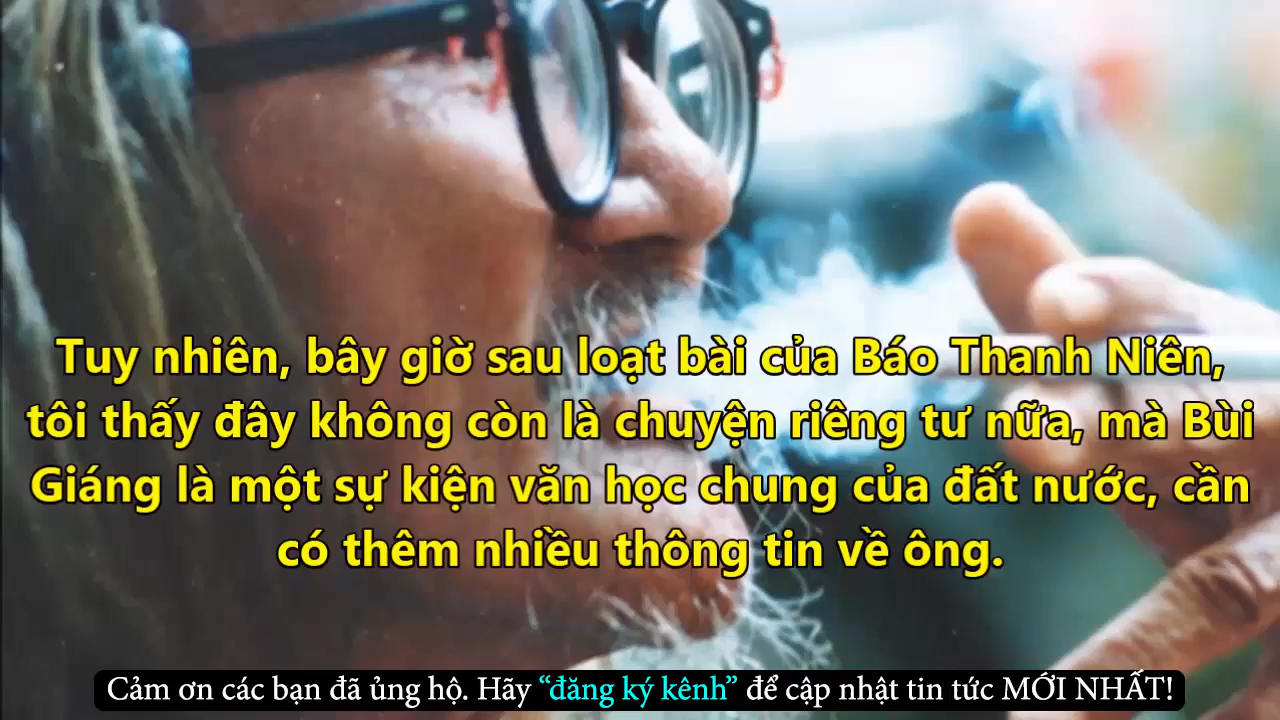 Tuy nhiên, bây giờ sau loạt bài của Báo Thanh Niên,
tôi thấy đây không còn là chuyện riêng tư nữa, mà Bùi
Giáng là một sự kiện văn học chung của đất nước, cần
có thêm nhiều thông tin về ông.
Cảm ơn các bạn đã ủng hộ. Hãy “đăng ký kênh” để cập nhật tin tức MỚI NHẤT!